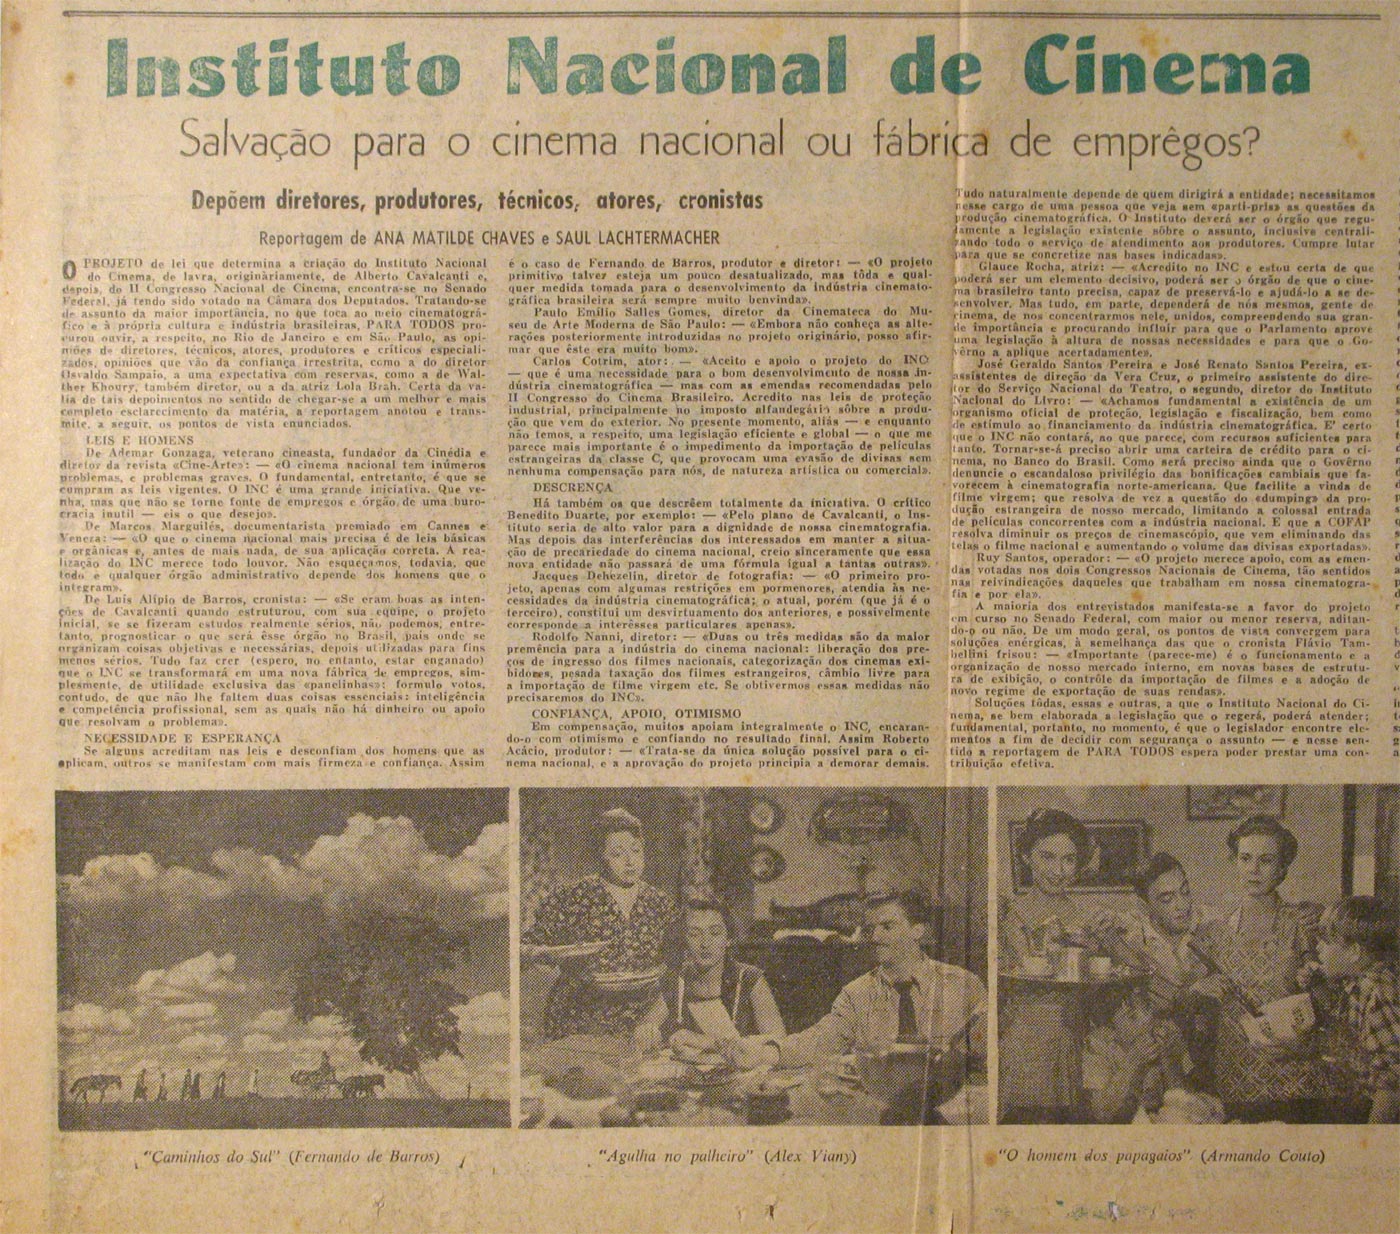 Instituto Nacional de Cinema
Salvação para o cinema nacional ou fábrica de emprêgos?
Depõem diretores, produtores, técnicos, atores, cronistas
Reportagem de ANA MATILDE CHAVES e SAUL LACHTERMACHER
O PROJETO de lei que determina a criação do Instituto Nacional
do Cinema, de lavra, originàriamente, de Alberto Cavalcanti e,
depois, do II Congresso Nacional de Cinema, encontra-se no Senado
Federal, já tendo sido votado na Câmara dos Deputados. Tratando-se
de assunto da maior importância, no que toca ao meio cinematográ-
fico e à própria cultura e indústria brasileiras, PARA TODOS pro-
curou ouvir, a respeito, no Rio de Janeiro e em São Paulo, as opi-
niões de diretores, técnicos, atores, produtores e críticos especiali-
zados, opiniões que vão da confiança irrestrita, como a do diretor
Osvaldo Sampaio, a uma expectativa com reservas, como a de Wal-
ther Khoury, também diretor, ou a da atriz Lola Brah. Certa da va-
lia de tais depoimentos no sentido de chegar-se a um melhor e mais
completo esclarecimento da matéria, a reportagem anotou e trans-
mite, a seguir, os pontos de vista enunciados.
LEIS E HOMENS
De Ademar Gonzaga, veterano cineasta, fundador da Cinédia e
diretor da revista «Cine-Arte»: — «O cinema nacional tem inúmeros
problemas, e problemas graves. O fundamental, entretanto, é que se
cumpram as leis vigentes. O INC é uma grande iniciativa. Que ve-
nha, mas que não se torne fonte de empregos e órgão de uma buro-
cracia inutil — eis o que desejo».
De Marcos Marguliés, documentarista premiado em Cannes e
Veneza: — «O que o cinema nacional mais precisa é de leis básicas
e orgânicas e, antes de mais nada, de sua aplicação correta. A rea-
lização do INC merece todo louvor. Não esqueçamos, todavia, que
todo e qualquer órgão administrativo depende dos homens que o
integram».
De Luis Alípio de Barros, cronista: — «Se eram boas as inten-
ções de Cavalcanti quando estruturou, com sua equipe, o projeto
inicial, se se fizeram estudos realmente sérios, não podemos, entre-
tanto, prognosticar o que será êsse órgão no Brasil, país onde se
organizam coisas objetivas e necessárias, depois utilizadas para fins
menos sérios. Tudo faz crer (espero, no entanto, estar enganado)
que o INC se transformará em uma nova fábrica de empregos, sim-
plesmente, de utilidade exclusiva das «panelinhas»: formulo votos,
contudo, de que não lhe faltem duas coisas essenciais: inteligência
e competência profissional, sem as quais não há dinheiro ou apoio
que resolvam o problema».
NECESSIDADE E ESPERANÇA
Se alguns acreditam nas leis e desconfiam dos homens que as
aplicam, outros se manifestam com mais firmeza e confiança. Assim
é o caso de Fernando de Barros, produtor e diretor: — «O projeto
primitivo talvez esteja um pouco desatualizado, mas tôda e qual-
quer medida tomada para o desenvolvimento da indústria cinemato-
gráfica brasileira será sempre muito benvinda».
Paulo Emílio Salles Gomes, diretor da Cinemateca do Mu-
seu de Arte Moderna de São Paulo: — «Embora não conheça as alte-
rações posteriormente introduzidas no projeto originário, posso afir-
mar que êste era muito bom».
Carlos Cotrim, ator: — «Aceito e apoio o projeto do INC
— que é uma necessidade para o bom desenvolvimento de nossa in-
dústria cinematográfica — mas com as emendas recomendadas pelo
II Congresso do Cinema Brasileiro. Acredito nas leis de proteção
industrial, principalmente no imposto alfandegário sôbre a produ-
ção que vem do exterior. No presente momento, aliás — e enquanto
não temos, a respeito, uma legislação eficiente e global — o que me
parece mais importante é o impedimento da importação de películas
estrangeiras da classe C, que provocam uma evasão de divisas sem
nenhuma compensação para nós, de natureza artística ou comercial».
DESCRENÇA
Há também os que descrêem totalmente da iniciativa. O crítico
Benedito Duarte, por exemplo: — «Pelo plano de Cavalcanti, o Ins-
tituto seria de alto valor para a dignidade de nossa cinematografia.
Mas depois das interferências dos interessados em manter a situa-
ção de precariedade do cinema nacional, creio sinceramente que essa
nova entidade não passará de uma fórmula igual a tantas outras».
Jacques Dehezelin, diretor de fotografia: — «O primeiro pro-
jeto, apenas com algumas restrições em pormenores, atendia às ne-
cessidades da indústria cinematográfica; o atual, porém (que já é o
terceiro), constitui um desvirtuamento dos anteriores, e possivelmente
corresponde a interêsses particulares apenas».
Rodolfo Nanni, diretor: — «Duas ou três medidas são da maior
premência para a indústria do cinema nacional: liberação dos pre-
ços de ingresso dos filmes nacionais, categorização dos cinemas exi-
bidores, pesada taxação dos filmes estrangeiros, câmbio livre para
a importação de filme virgem etc. Se obtivermos essas medidas não
precisaremos do INC».
CONFIANÇA, APOIO, OTIMISMO
Em compensação, muitos apoiam integralmente o INC, encaran-
do-o com otimismo e confiando no resultado final. Assim Roberto
Acácio, produtor: — «Trata-se da única solução possível para o ci-
nema nacional, e a aprovação do projeto principia a demorar demais.
Tudo naturalmente depende de quem dirigirá a entidade; necessitamos
nesse cargo de uma pessoa que veja sem «parti-pris» as questões da
produção cinematográfica. O Instituto deverá ser o órgão que regu-
lamente a legislação existente sôbre o assunto, inclusive centrali-
zando todo o serviço de atendimento aos produtores. Cumpre lutar
para que se concretize nas bases indicadas».
Glauce Rocha, atriz: — «Acredito no INC e estou certa de que
poderá ser um elemento decisivo, poderá ser o órgão de que o cine-
ma brasileiro tanto precisa, capaz de preservá-lo e ajudá-lo a se de-
senvolver. Mas tudo, em parte, dependerá de nós mesmos, gente de
cinema, de nos concentrarmos nele, unidos, compreendendo sua gran-
de importância e procurando influir para que o Parlamento aprove
uma legislação à altura de nossas necessidades e para que o Go-
vêrno a aplique acertadamente».
José Geraldo Santos Pereira e José Renato Santos Pereira, ex-
assistentes de direção da Vera Cruz, o primeiro assistente do dire-
tor do Serviço Nacional do Teatro, o segundo, diretor do Instituto
Nacional do Livro: — «Achamos fundamental a existência de um
organismo oficial de proteção, legislação e fiscalização, bem como
de estímulo ao financiamento da indústria cinematográfica. E' certo
que o INC não contará, ao que parece, com recursos suficientes para
tanto. Tornar-se-á preciso abrir uma carteira de crédito para o ci-
nema, no Banco do Brasil. Como será preciso ainda que o Govêrno
denuncie o escandaloso privilégio das bonificações cambiais que fa-
vorecem à cinematografia norte-americana. Que facilite a vinda de
filme virgem; que resolva de vez a questão do «dumping» da pro-
dução estrangeira de nosso mercado, limitando a colossal entrada
de películas concorrentes com a indústria nacional. E que a COFAP
resolva diminuir os preços de cinemascópio, que vem eliminando das
telas o filme nacional e aumentando o volume das divisas exportadas».
Ruy Santos, operador: — «O projeto merece apoio, com as emen-
das votadas nos dois Congressos Nacionais de Cinema, tão sentidos
nas reivindicações daqueles que trabalham em nossa cinematogra-
fia e por ela».
A maioria dos entrevistados manifesta-se a favor do projeto
em curso no Senado Federal, com maior ou menor reserva, aditan-
do-o ou não. De um modo geral, os pontos de vista convergem para
soluções enérgicas, à semelhança das que o cronista Flávio Tam-
bellini frisou: — «Importante (parece-me) é o funcionamento e
organização de nosso mercado interno, em novas bases de estrutu-
ra de exibição, o contrôle da importação de filmes e a adoção de
novo regime de exportação de suas rendas».
Soluções tôdas, essas e outras, a que o Instituto Nacional do Ci-
nema, se bem elaborada a legislação que o regerá, poderá atender;
fundamental, portanto, no momento, é que o legislador encontre ele-
mentos a fim de decidir com segurança o assunto — e nesse sen-
tido a reportagem de PARA TODOS espera poder prestar uma con-
tribuição efetiva.
"Caminhos do Sul" (Fernando de Barros)
"Agulha no palheiro" (Alex Viany)
"O homem dos papagaios" (Armando Couto)